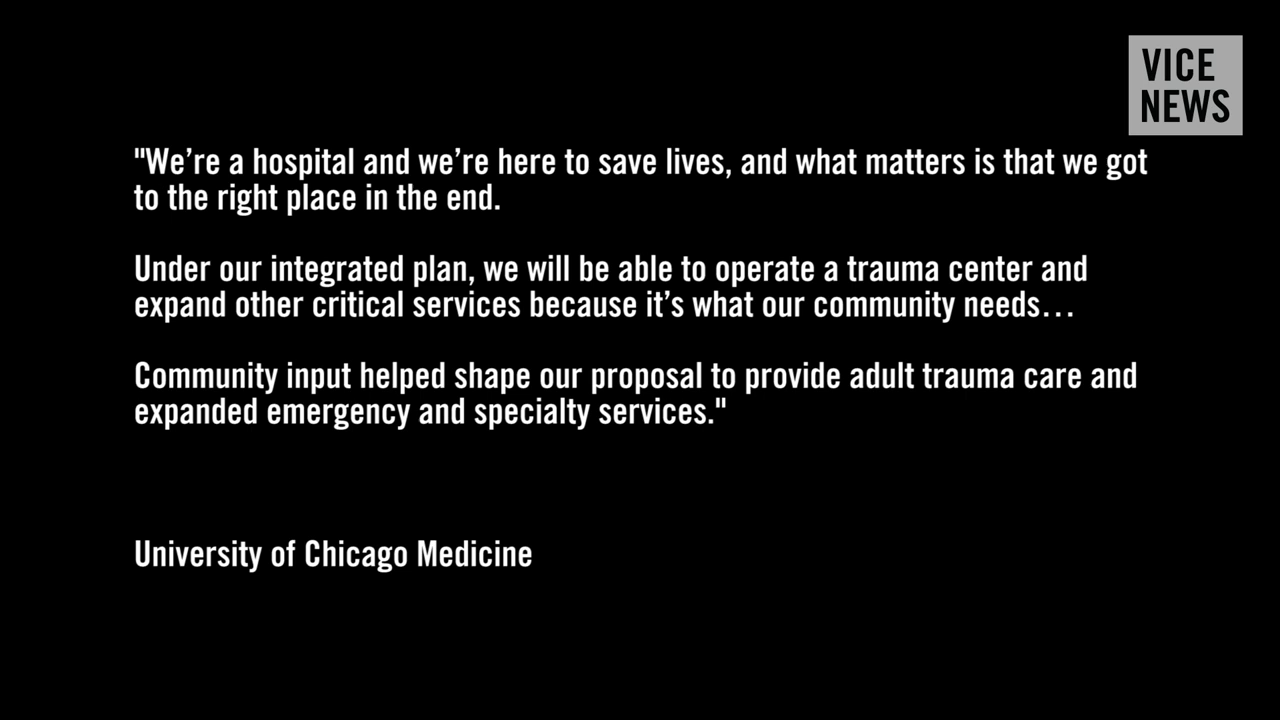 VICE
NEWS
"We’re a hospital and we’re here to save lives, and what matters is that we got
to the right place in the end.
Under our integrated plan, we will be able to operate a trauma center and
expand other critical services because it’s what our community needs…
Community input helped shape our proposal to provide adult trauma care and
expanded emergency and specialty services."
University of Chicago Medicine